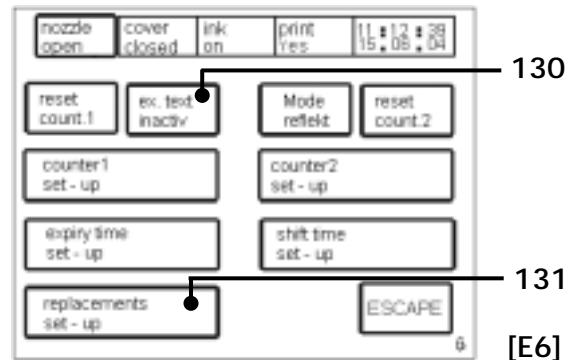 nozzle cover ink print 11:12:39
open closed on Yes 15.06.04
130
reset ex. text Mode reset
count.1 inactiv reflekt count.2
counter1 counter2
set - up set - up
expiry time shift time
set - up set - up
131
replacements ESCAPE
set - up
6
[E6]